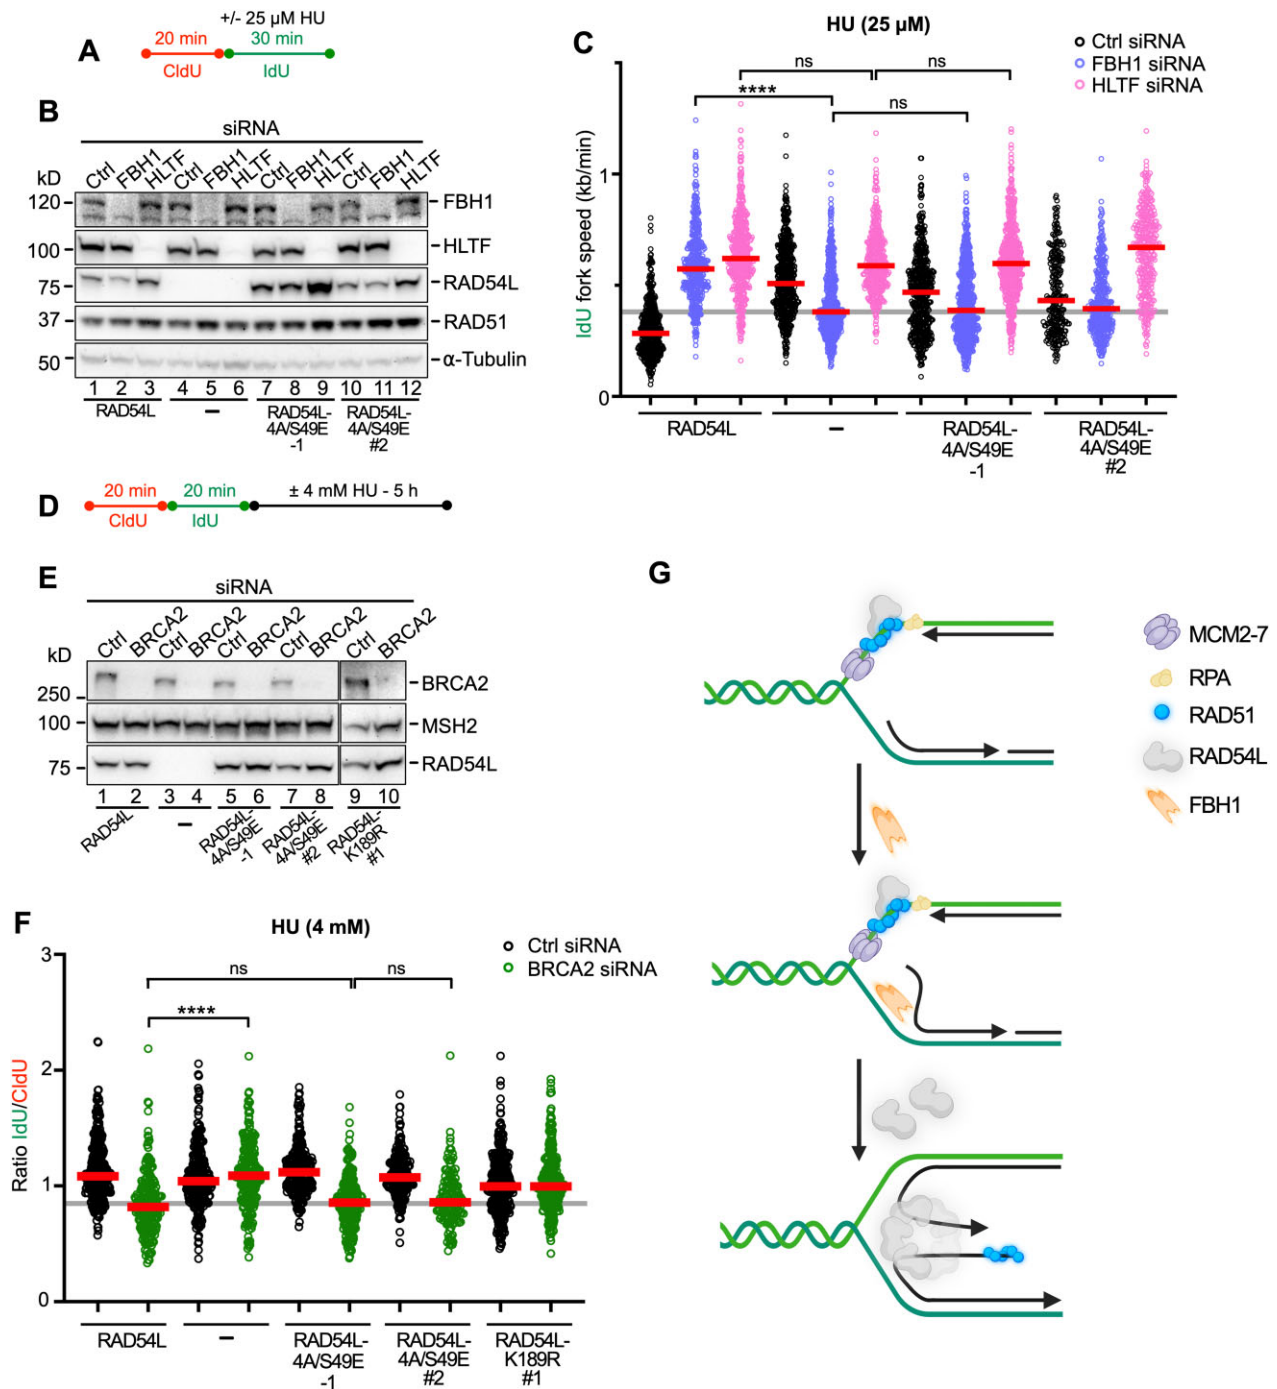 A
+/- 25 µM HU
20 min
30 min
CldU
IdU
B
siRNA
kD
Ctrl
FBH1
HLTF
Ctrl
FBH1
HLTF
Ctrl
FBH1
HLTF
Ctrl
FBH1
HLTF
120
FBH1
100
HLTF
75
RAD54L
37
RAD51
50
α-Tubulin
1 2 3 4 5 6 7 8 9 10 11 12
RAD54L
–
RAD54L-
4A/S49E
-1
RAD54L-
4A/S49E
#2
C
HU (25 µM)
Ctrl siRNA
FBH1 siRNA
HLTF siRNA
ns
ns
****
ns
IdU fork speed (kb/min)
1
0
RAD54L
–
RAD54L-
4A/S49E
-1
RAD54L-
4A/S49E
#2
D
20 min
20 min
± 4 mM HU - 5 h
CldU
IdU
E
siRNA
kD
Ctrl
BRCA2
Ctrl
BRCA2
Ctrl
BRCA2
Ctrl
BRCA2
Ctrl
BRCA2
250
BRCA2
100
MSH2
75
RAD54L
1 2 3 4 5 6 7 8 9 10
RAD54L
–
RAD54L-
4A/S49E
-1
RAD54L-
4A/S49E
#2
RAD54L-
K189R
#1
F
HU (4 mM)
Ctrl siRNA
BRCA2 siRNA
ns
ns
****
Ratio IdU/CldU
3
2
1
0
RAD54L
–
RAD54L-
4A/S49E
-1
RAD54L-
4A/S49E
#2
RAD54L-
K189R
#1
G
MCM2-7
RPA
RAD51
RAD54L
FBH1